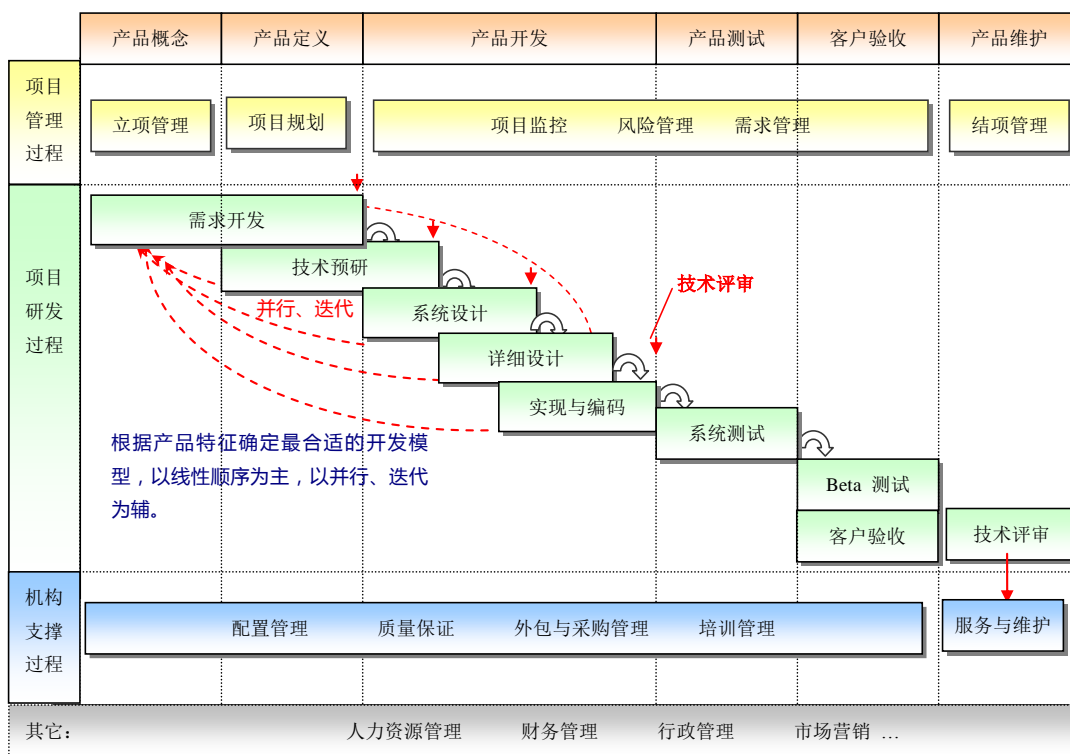 产品概念 产品定义 产品开发 产品测试 客户验收 产品维护
项目
管理
过程
立项管理 项目规划 项目监控 风险管理 需求管理 结项管理
项目
研发
过程
需求开发
技术预研
并行、迭代
系统设计
技术评审
详细设计
实现与编码
系统测试
根据产品特征确定最合适的开发模
型，以线性顺序为主，以并行、迭代
为辅。
Beta 测试
客户验收 技术评审
机构
支撑
过程
配置管理 质量保证 外包与采购管理 培训管理 服务与维护
其它: 人力资源管理 财务管理 行政管理 市场营销 …